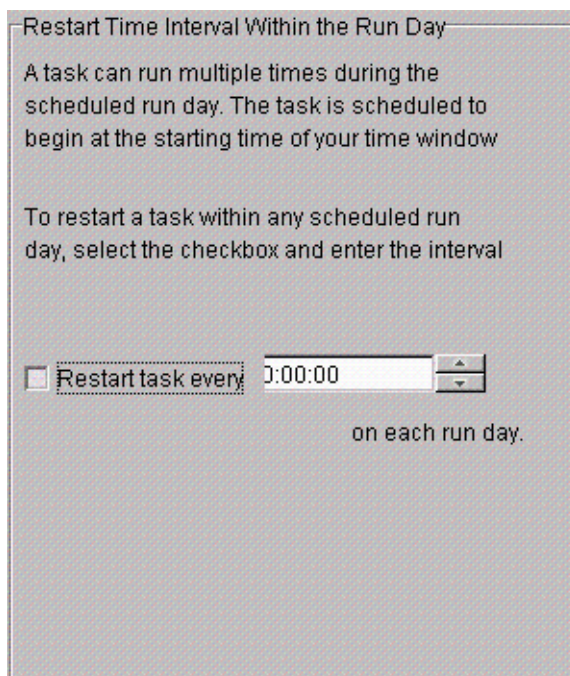 Restart Time Interval Within the Run Day
A task can run multiple times during the
scheduled run day. The task is scheduled to
begin at the starting time of your time window
To restart a task within any scheduled run
day, select the checkbox and enter the interval
Restart task every 0:00:00
on each run day.